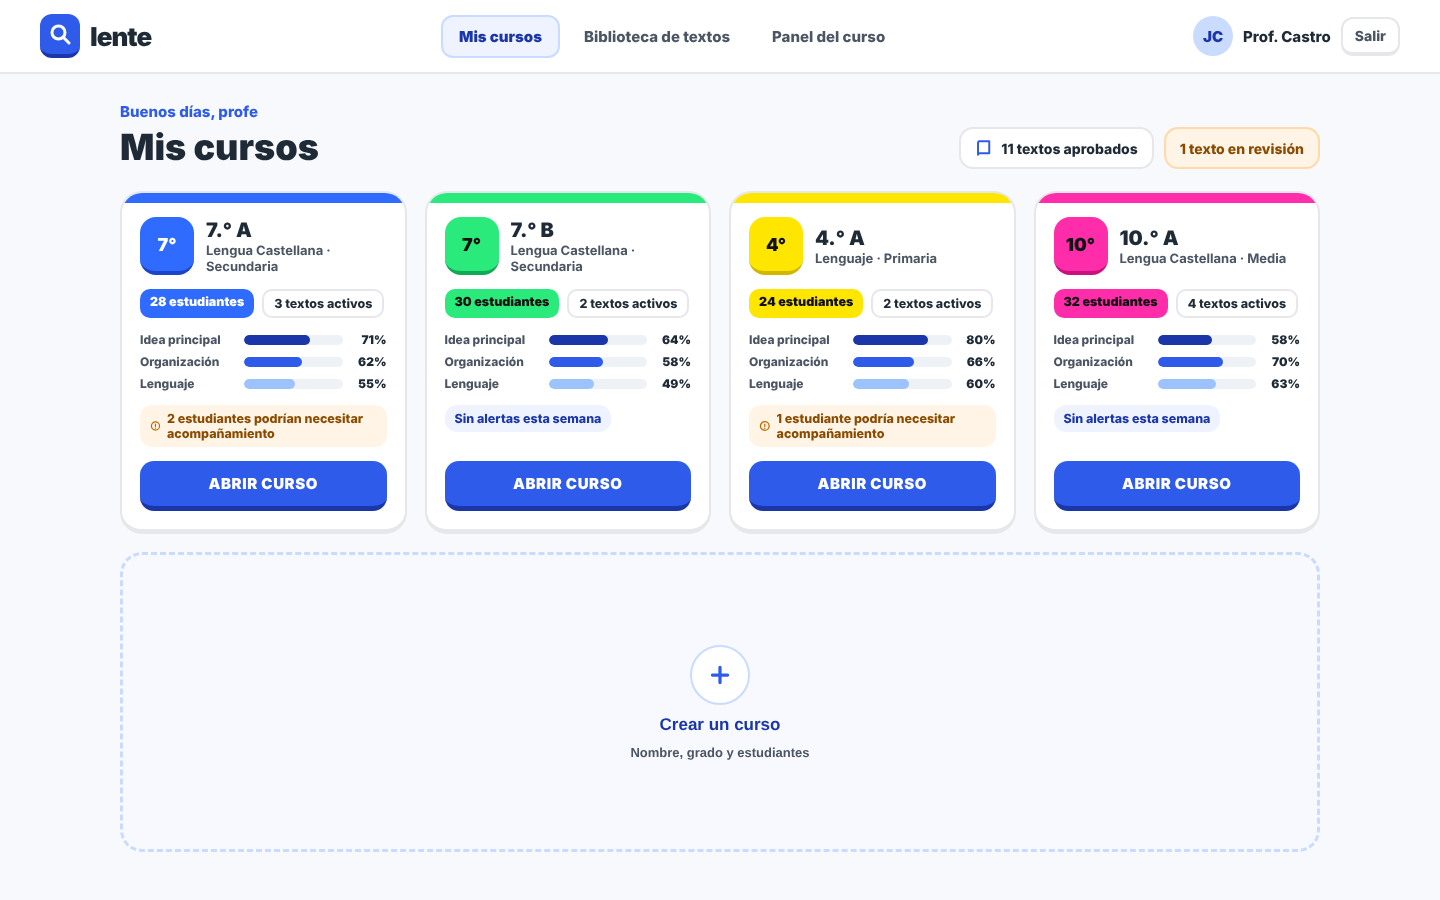 lente
Mis cursos
Biblioteca de textos
Panel del curso
JC
Prof. Castro
Salir
Buenos días, profe
Mis cursos
11 textos aprobados
1 texto en revisión
7°
7.° A
Lengua Castellana ·
Secundaria
28 estudiantes
3 textos activos
Idea principal 71%
Organización 62%
Lenguaje 55%
2 estudiantes podrían necesitar
acompañamiento
ABRIR CURSO
7°
7.° B
Lengua Castellana ·
Secundaria
30 estudiantes
2 textos activos
Idea principal 64%
Organización 58%
Lenguaje 49%
Sin alertas esta semana
ABRIR CURSO
4°
4.° A
Lenguaje · Primaria
24 estudiantes
2 textos activos
Idea principal 80%
Organización 66%
Lenguaje 60%
1 estudiante podría necesitar
acompañamiento
ABRIR CURSO
10°
10.° A
Lengua Castellana · Media
32 estudiantes
4 textos activos
Idea principal 58%
Organización 70%
Lenguaje 63%
Sin alertas esta semana
ABRIR CURSO
Crear un curso
Nombre, grado y estudiantes